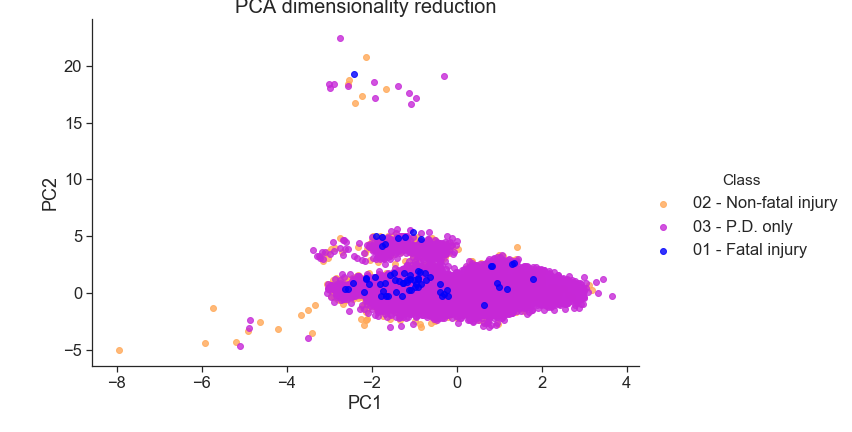 PCA dimensionality reduction
20
15
10
5
0
−5
PC2
−8
−6
−4
−2
0
2
4
PC1
Class
02 - Non-fatal injury
03 - P.D. only
01 - Fatal injury